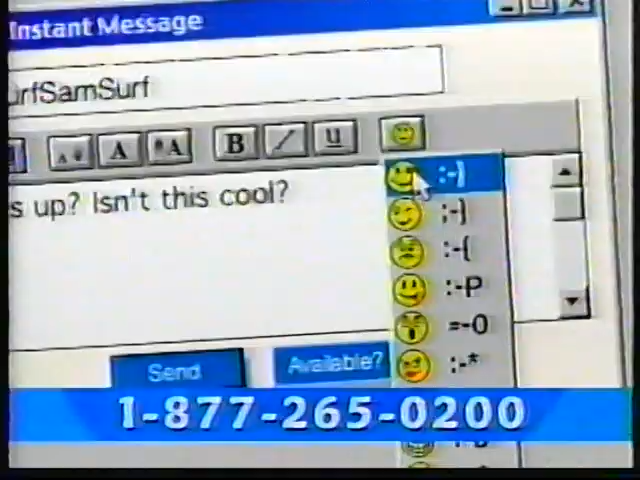 Instant Message
urfSamSurf
A A A B / U
s up? Isn't this cool?
:-)
;-)
:-(
:-P
=-O
:-*
Send
Available?
1-877-265-0200